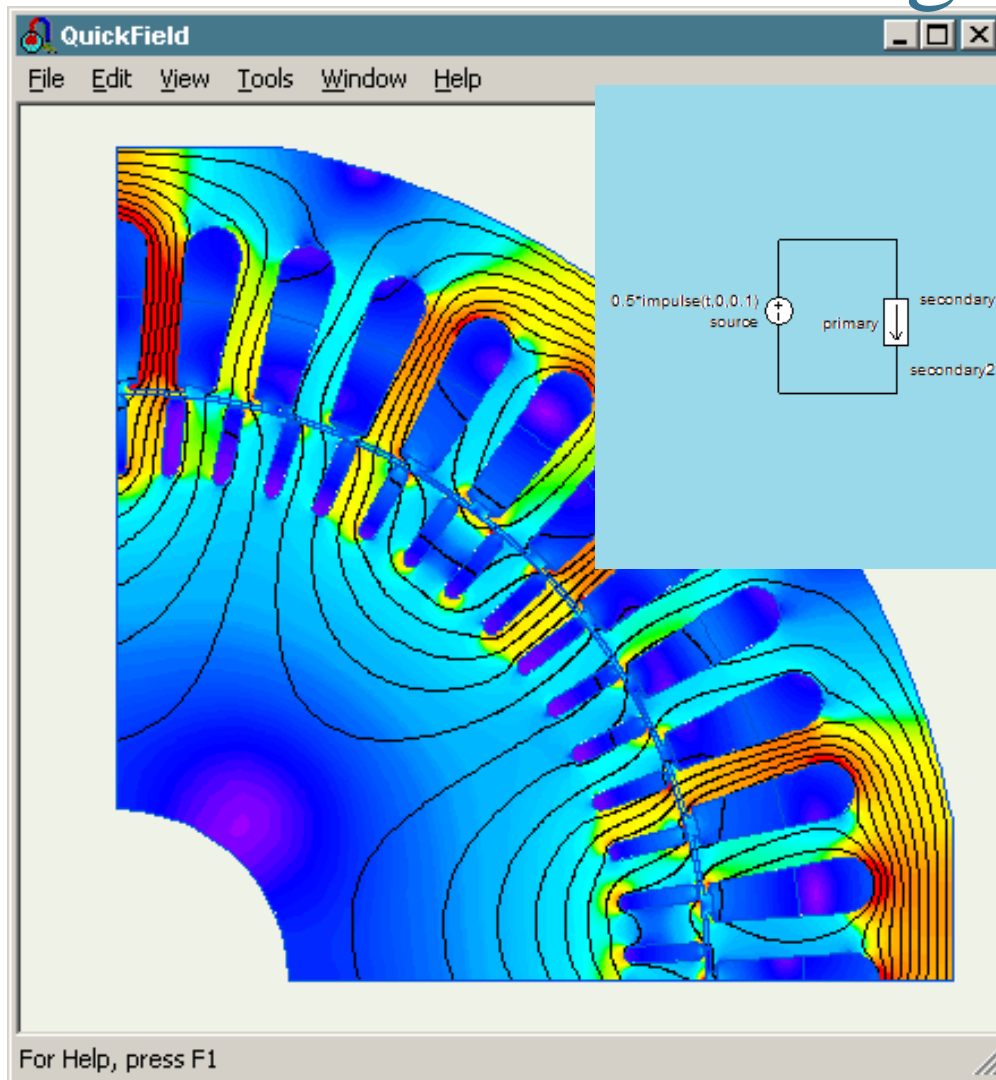 QuickField
File Edit View Tools Window Help
0.5*impulse(t,0,0.1)
source
primary
secondary
secondary2
For Help, press F1